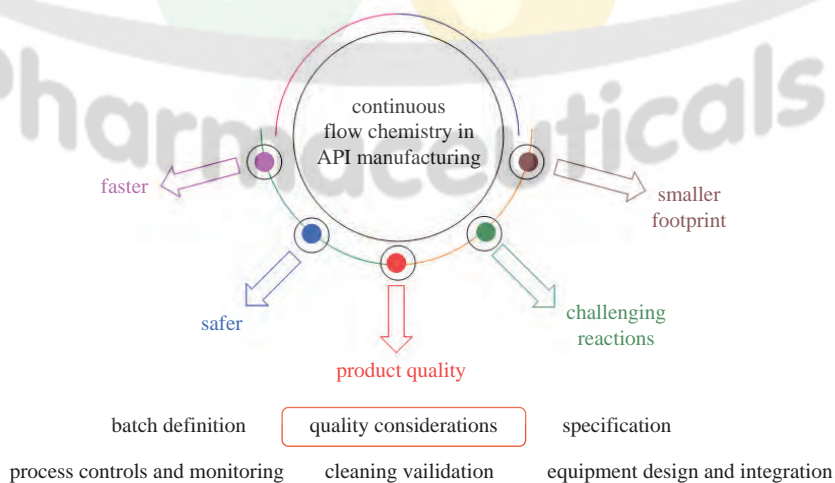 Pharmaceuticals
continuous
flow chemistry in
API manufacturing
faster
smaller
footprint
safer
challenging
reactions
product quality
batch definition quality considerations specification
process controls and monitoring cleaning vailidation equipment design and integration